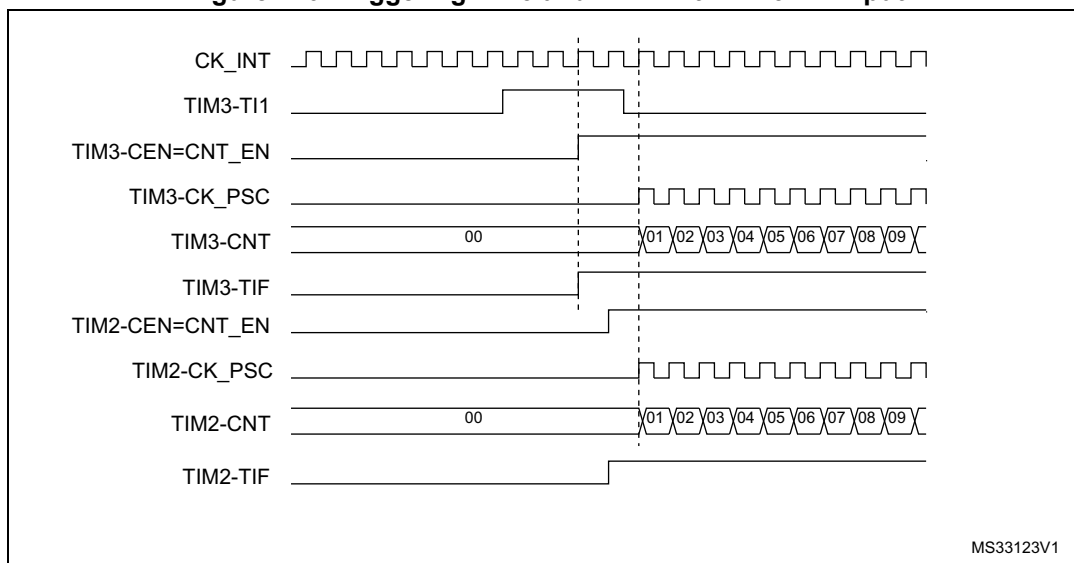 CK_INT
TIM3-TI1
TIM3-CEN=CNT_EN
TIM3-CK_PSC
TIM3-CNT 00 01 02 03 04 05 06 07 08 09
TIM3-TIF
TIM2-CEN=CNT_EN
TIM2-CK_PSC
TIM2-CNT 00 01 02 03 04 05 06 07 08 09
TIM2-TIF
MS33123V1